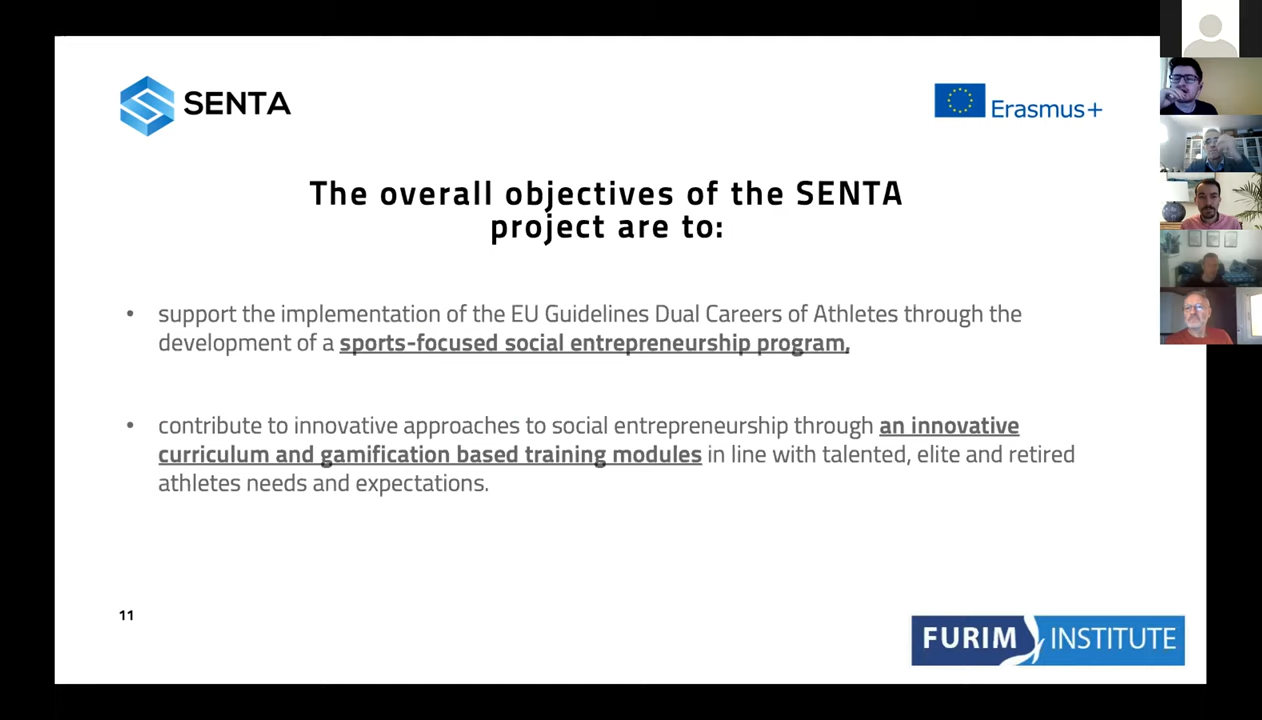 SENTA
Erasmus+
The overall objectives of the SENTA
project are to:
• support the implementation of the EU Guidelines Dual Careers of Athletes through the
development of a sports-focused social entrepreneurship program,
• contribute to innovative approaches to social entrepreneurship through an innovative
curriculum and gamification based training modules in line with talented, elite and retired
athletes needs and expectations.
11
FURIM INSTITUTE